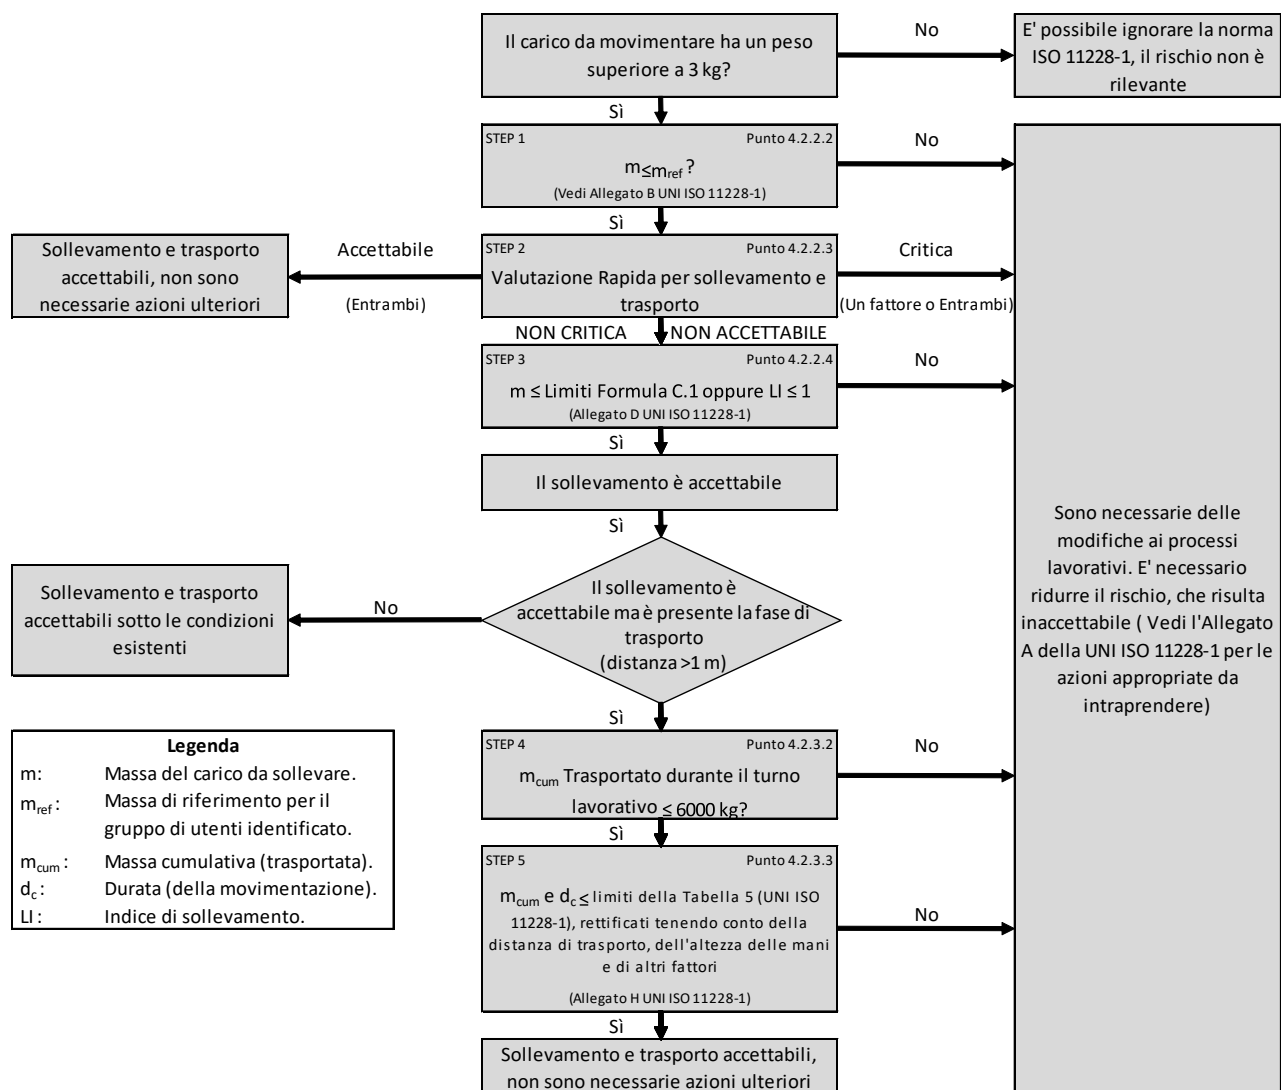 Il carico da movimentare ha un peso
superiore a 3 kg?
No
E' possibile ignorare la norma
ISO 11228-1, il rischio non è
rilevante
Sì
STEP 1 Punto 4.2.2.2
m≤mref ?
(Vedi Allegato B UNI ISO 11228-1)
No
Sì
Sollevamento e trasporto
accettabili, non sono
necessarie azioni ulteriori
Accettabile
(Entrambi)
STEP 2 Punto 4.2.2.3
Valutazione Rapida per sollevamento e
trasporto
Critica
(Un fattore o Entrambi)
NON CRITICA NON ACCETTABILE
STEP 3 Punto 4.2.2.4
m ≤ Limiti Formula C.1 oppure LI ≤ 1
(Allegato D UNI ISO 11228-1)
No
Sì
Il sollevamento è accettabile
Sì
Sono necessarie delle
modifiche ai processi
lavorativi. E' necessario
ridurre il rischio, che risulta
inaccettabile ( Vedi l'Allegato
A della UNI ISO 11228-1 per le
azioni appropriate da
intraprendere)
Il sollevamento è
accettabile ma è presente la fase di
trasporto
(distanza >1 m)
No
Sollevamento e trasporto
accettabili sotto le condizioni
esistenti
Sì
STEP 4 Punto 4.2.3.2
mcum Trasportato durante il turno
lavorativo ≤ 6000 kg?
No
Sì
Legenda
m: Massa del carico da sollevare.
mref : Massa di riferimento per il
gruppo di utenti identificato.
mcum : Massa cumulativa (trasportata).
dc : Durata (della movimentazione).
LI : Indice di sollevamento.
STEP 5 Punto 4.2.3.3
mcum e dc ≤ limiti della Tabella 5 (UNI ISO
11228-1), rettificati tenendo conto della
distanza di trasporto, dell'altezza delle mani
e di altri fattori
(Allegato H UNI ISO 11228-1)
No
Sì
Sollevamento e trasporto accettabili,
non sono necessarie azioni ulteriori